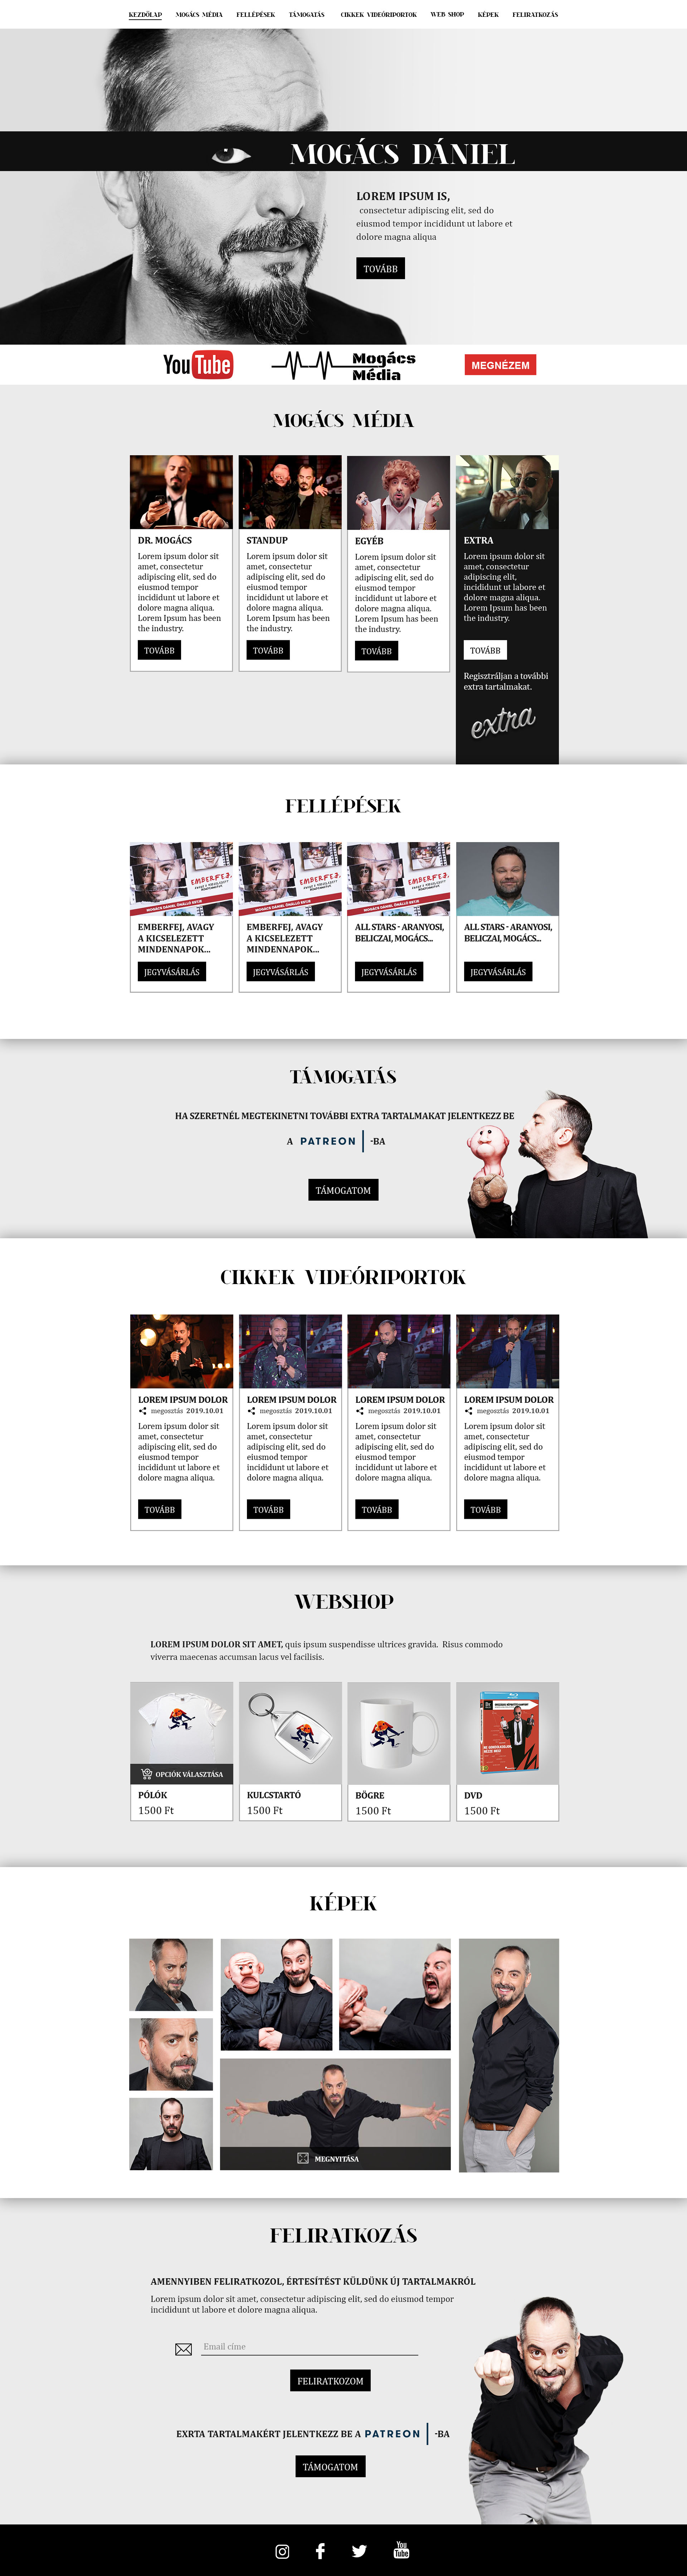 KEZDŐLAP MOGÁCS MÉDIA FELLÉPÉSEK TÁMOGATÁS CIKKEK VIDEÓRIPORTOK WEB SHOP KÉPEK FELIRATKOZÁS
MOGÁCS DÁNIEL
LOREM IPSUM IS,
consectetur adipiscing elit, sed do
eiusmod tempor incididunt ut labore et
dolore magna aliqua
TOVÁBB
YouTube
Mogács
Média
MEGNÉZEM
MOGÁCS MÉDIA
DR. MOGÁCS
Lorem ipsum dolor sit
amet, consectetur
adipiscing elit, sed do
eiusmod tempor
incididunt ut labore et
dolore magna aliqua.
Lorem Ipsum has been
the industry.
TOVÁBB
STANDUP
Lorem ipsum dolor sit
amet, consectetur
adipiscing elit, sed do
eiusmod tempor
incididunt ut labore et
dolore magna aliqua.
Lorem Ipsum has been
the industry.
TOVÁBB
EGYÉB
Lorem ipsum dolor sit
amet, consectetur
adipiscing elit, sed do
eiusmod tempor
incididunt ut labore et
dolore magna aliqua.
Lorem Ipsum has been
the industry.
TOVÁBB
EXTRA
Lorem ipsum dolor sit
amet, consectetur
adipiscing elit,
incididunt ut labore et
dolore magna aliqua.
Lorem Ipsum has been
the industry.
TOVÁBB
Regisztráljan a további
extra tartalmakat.
extra
FELLÉPÉSEK
EMBERFEJ,
MOGÁCS DÁNIEL ÖNÁLLÓ ESTJE
EMBERFEJ, AVAGY
A KICSELEZETT
MINDENNAPOK...
JEGYVÁSÁRLÁS
EMBERFEJ,
MOGÁCS DÁNIEL ÖNÁLLÓ ESTJE
EMBERFEJ, AVAGY
A KICSELEZETT
MINDENNAPOK...
JEGYVÁSÁRLÁS
EMBERFEJ,
MOGÁCS DÁNIEL ÖNÁLLÓ ESTJE
ALL STARS - ARANYOSI,
BELICZAI, MOGÁCS...
JEGYVÁSÁRLÁS
ALL STARS - ARANYOSI,
BELICZAI, MOGÁCS...
JEGYVÁSÁRLÁS
TÁMOGATÁS
HA SZERETNÉL MEGTEKINETNI TOVÁBBI EXTRA TARTALMAKAT JELENTKEZZ BE
A PATREON -BA
TÁMOGATOM
CIKKEK VIDEÓRIPORTOK
LOREM IPSUM DOLOR
megosztás 2019.10.01
Lorem ipsum dolor sit
amet, consectetur
adipiscing elit, sed do
eiusmod tempor
incididunt ut labore et
dolore magna aliqua.
TOVÁBB
LOREM IPSUM DOLOR
megosztás 2019.10.01
Lorem ipsum dolor sit
amet, consectetur
adipiscing elit, sed do
eiusmod tempor
incididunt ut labore et
dolore magna aliqua.
TOVÁBB
LOREM IPSUM DOLOR
megosztás 2019.10.01
Lorem ipsum dolor sit
amet, consectetur
adipiscing elit, sed do
eiusmod tempor
incididunt ut labore et
dolore magna aliqua.
TOVÁBB
LOREM IPSUM DOLOR
megosztás 2019.10.01
Lorem ipsum dolor sit
amet, consectetur
adipiscing elit, sed do
eiusmod tempor
incididunt ut labore et
dolore magna aliqua.
TOVÁBB
WEBSHOP
LOREM IPSUM DOLOR SIT AMET, quis ipsum suspendisse ultrices gravida. Risus commodo
viverra maecenas accumsan lacus vel facilisis.
OPCIÓK VÁLASZTÁSA
PÓLÓK
1500 Ft
KULCSTARTÓ
1500 Ft
BÖGRE
1500 Ft
DVD
1500 Ft
KÉPEK
MEGNYITÁSA
FELIRATKOZÁS
AMENNYIBEN FELIRATKOZOL, ÉRTESÍTÉST KÜLDÜNK ÚJ TARTALMAKRÓL
Lorem ipsum dolor sit amet, consectetur adipiscing elit, sed do eiusmod tempor
incididunt ut labore et dolore magna aliqua.
Email címe
FELIRATKOZOM
EXRTA TARTALMAKÉRT JELENTKEZZ BE A PATREON -BA
TÁMOGATOM
You
Tube